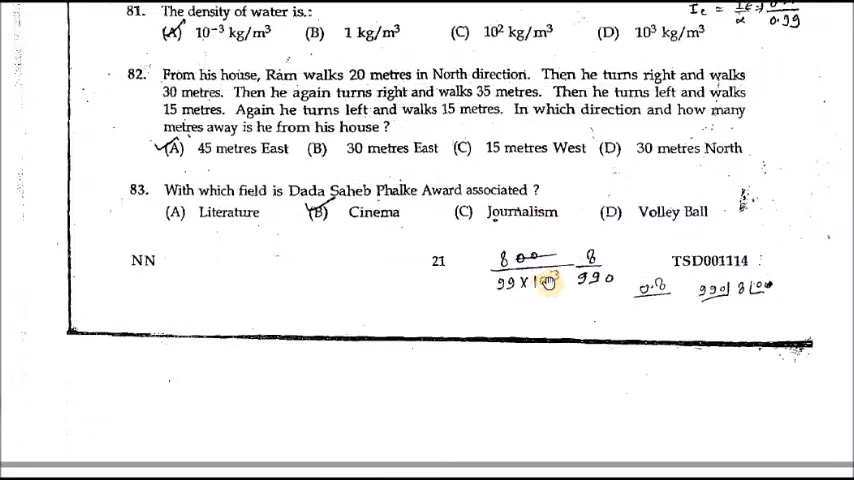 81. The density of water is.:
(A) 10⁻³ kg/m³ (B) 1 kg/m³ (C) 10² kg/m³ (D) 10³ kg/m³
82. From his house, Ram walks 20 metres in North direction. Then he turns right and walks
30 metres. Then he again turns right and walks 35 metres. Then he turns left and walks
15 metres. Again he turns left and walks 15 metres. In which direction and how many
metres away is he from his house ?
(A) 45 metres East (B) 30 metres East (C) 15 metres West (D) 30 metres North
83. With which field is Dada Saheb Phalke Award associated ?
(A) Literature (B) Cinema (C) Journalism (D) Volley Ball
NN 21 TSD001114
800 8
99 X 990 0.8
0.99